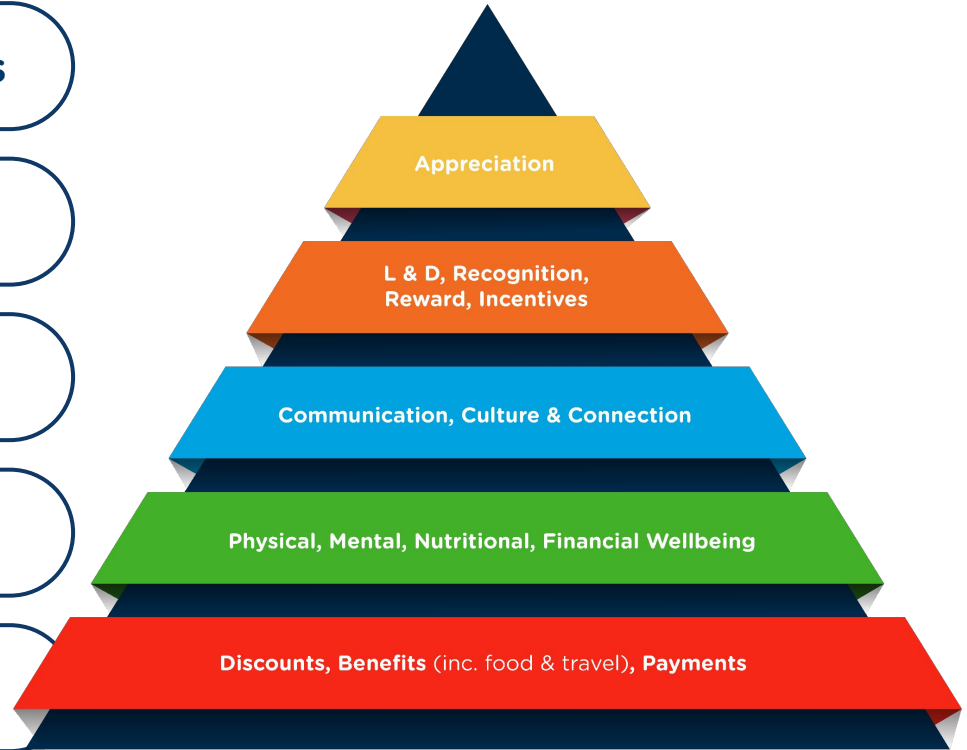 Appreciation
L & D, Recognition,
Reward, Incentives
Communication, Culture & Connection
Physical, Mental, Nutritional, Financial Wellbeing
Discounts, Benefits (inc. food & travel), Payments